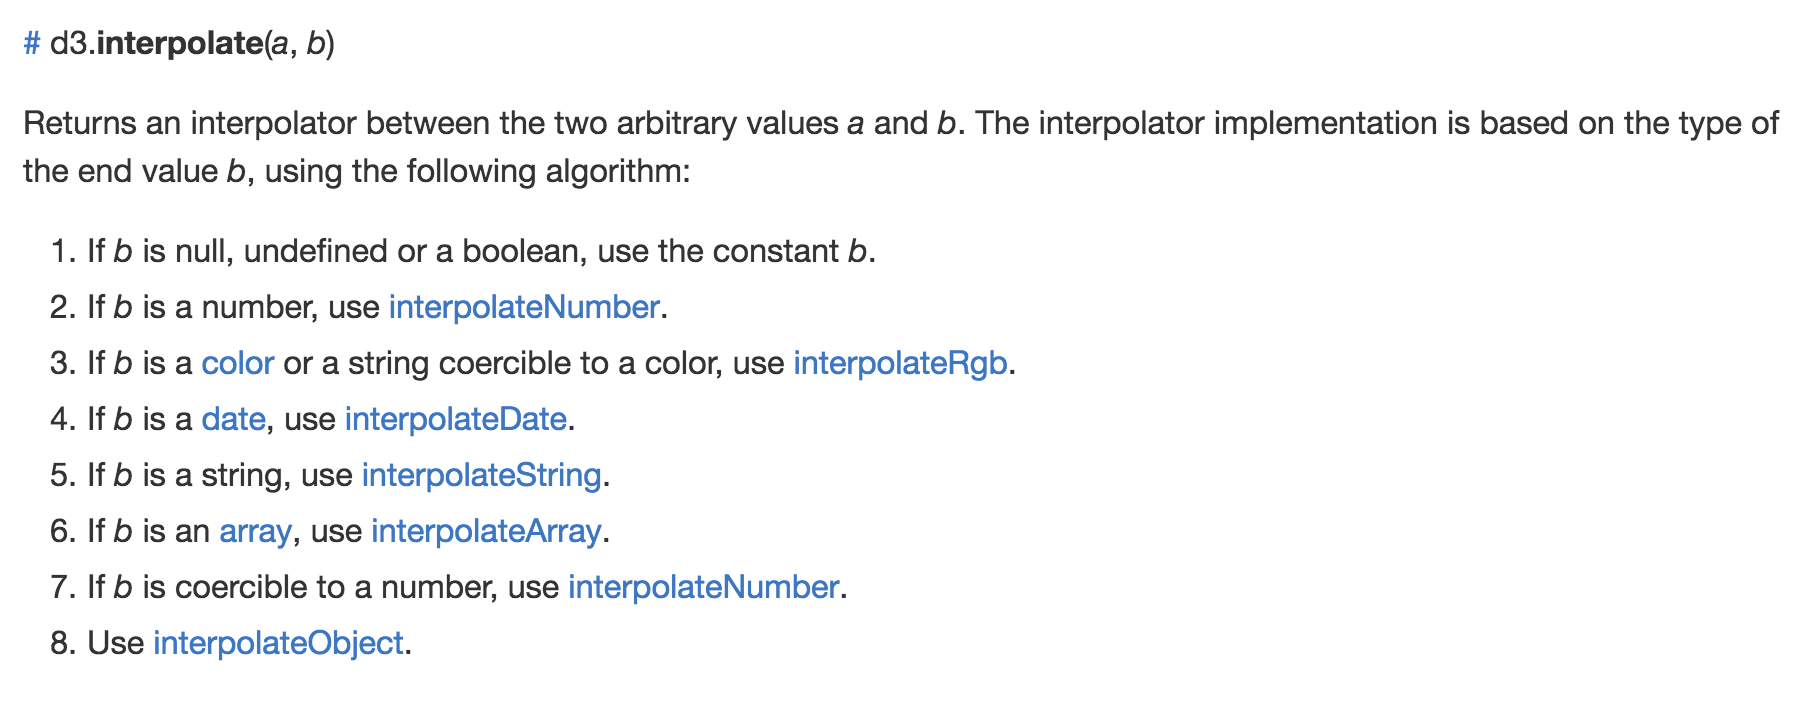 # d3.interpolate(a, b)
Returns an interpolator between the two arbitrary values a and b. The interpolator implementation is based on the type of
the end value b, using the following algorithm:
1. If b is null, undefined or a boolean, use the constant b.
2. If b is a number, use interpolateNumber.
3. If b is a color or a string coercible to a color, use interpolateRgb.
4. If b is a date, use interpolateDate.
5. If b is a string, use interpolateString.
6. If b is an array, use interpolateArray.
7. If b is coercible to a number, use interpolateNumber.
8. Use interpolateObject.